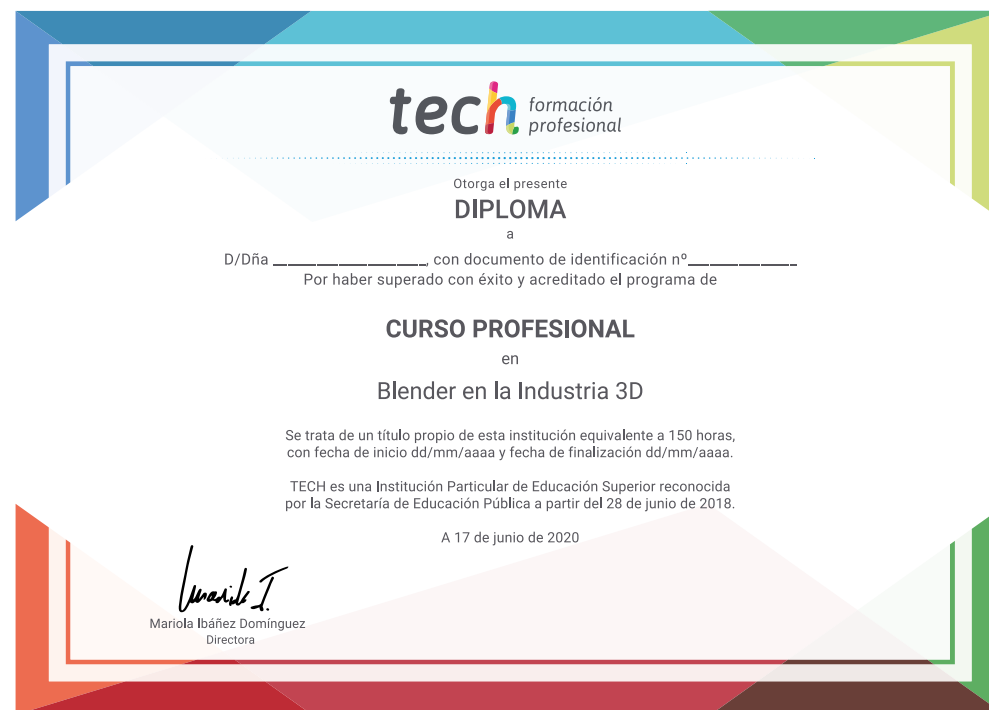 tech formación
profesional
Otorga el presente
DIPLOMA
a
D/Dña ____________________, con documento de identificación nº______________
Por haber superado con éxito y acreditado el programa de
CURSO PROFESIONAL
en
Blender en la Industria 3D
Se trata de un título propio de esta institución equivalente a 150 horas,
con fecha de inicio dd/mm/aaaa y fecha de finalización dd/mm/aaaa.
TECH es una Institución Particular de Educación Superior reconocida
por la Secretaría de Educación Pública a partir del 28 de junio de 2018.
A 17 de junio de 2020
Mariola Ibáñez Domínguez
Directora